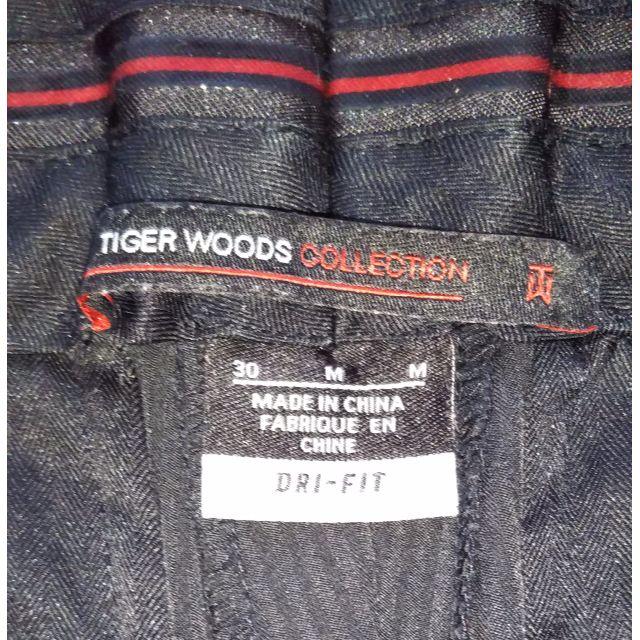 TIGER WOODS COLLECTION TW
30 M M
MADE IN CHINA
FABRIQUE EN
CHINE
DRI-FIT